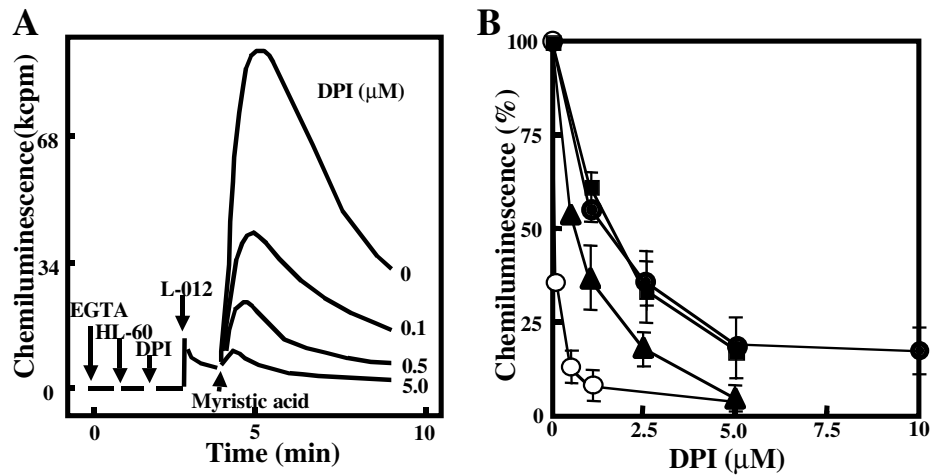 A
Chemiluminescence(kcpm)
68
34
0
DPI (μM)
0
0.1
0.5
5.0
EGTA
HL-60
DPI
L-012
Myristic acid
0
5
10
Time (min)
B
Chemiluminescence (%)
100
75
50
25
0
0
2.5
5.0
7.5
10
DPI (μM)